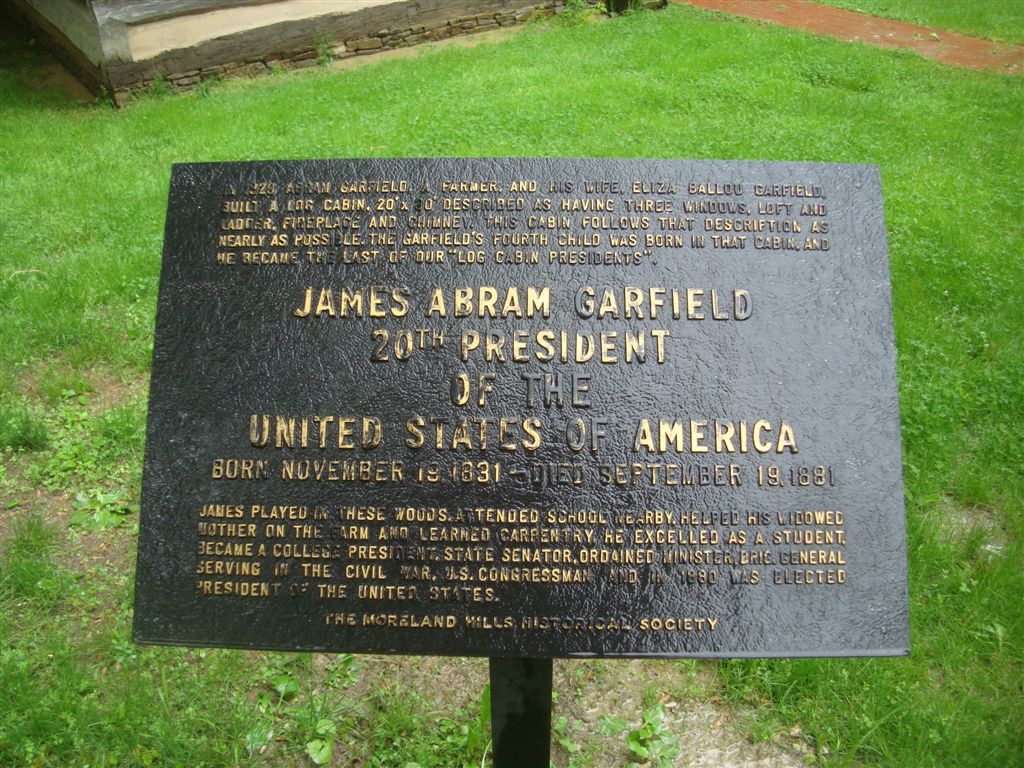 IN 1829 ABRAM GARFIELD, A FARMER, AND HIS WIFE, ELIZA BALLOU GARFIELD,
BUILT A LOG CABIN, 20' X 30' DESCRIBED AS HAVING THREE WINDOWS, LOFT AND
LADDER, FIREPLACE AND CHIMNEY. THIS CABIN FOLLOWS THAT DESCRIPTION AS
NEARLY AS POSSIBLE. THE GARFIELD'S FOURTH CHILD WAS BORN IN THAT CABIN, AND
HE BECAME THE LAST OF OUR "LOG CABIN PRESIDENTS".
JAMES ABRAM GARFIELD
20TH PRESIDENT
OF THE
UNITED STATES OF AMERICA
BORN NOVEMBER 19, 1831 - DIED SEPTEMBER 19, 1881
JAMES PLAYED IN THESE WOODS, ATTENDED SCHOOL NEARBY, HELPED HIS WIDOWED
MOTHER ON THE FARM AND LEARNED CARPENTRY. HE EXCELLED AS A STUDENT,
BECAME A COLLEGE PRESIDENT, STATE SENATOR, ORDAINED MINISTER, BRIG. GENERAL
SERVING IN THE CIVIL WAR, U.S. CONGRESSMAN AND IN 1880 WAS ELECTED
PRESIDENT OF THE UNITED STATES.
THE MORELAND HILLS HISTORICAL SOCIETY